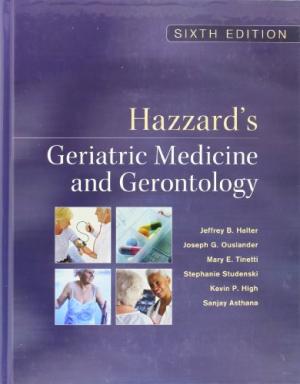 SIXTH EDITION
Hazzard's
Geriatric Medicine
and Gerontology
Jeffrey B. Halter
Joseph G. Ouslander
Mary E. Tinetti
Stephanie Studenski
Kevin P. High
Sanjay Asthana